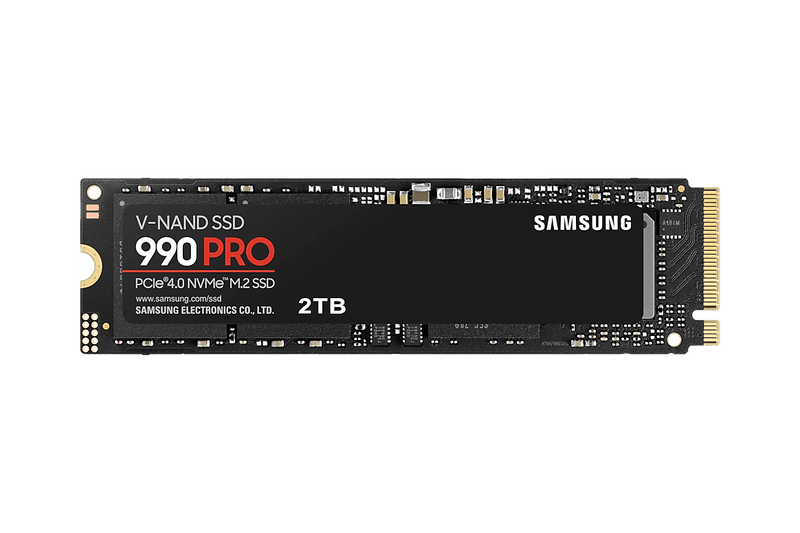 V-NAND SSD
SAMSUNG
990 PRO
PCIe®4.0 NVMe™ M.2 SSD
www.samsung.com/ssd
SAMSUNG ELECTRONICS CO., LTD.
2TB